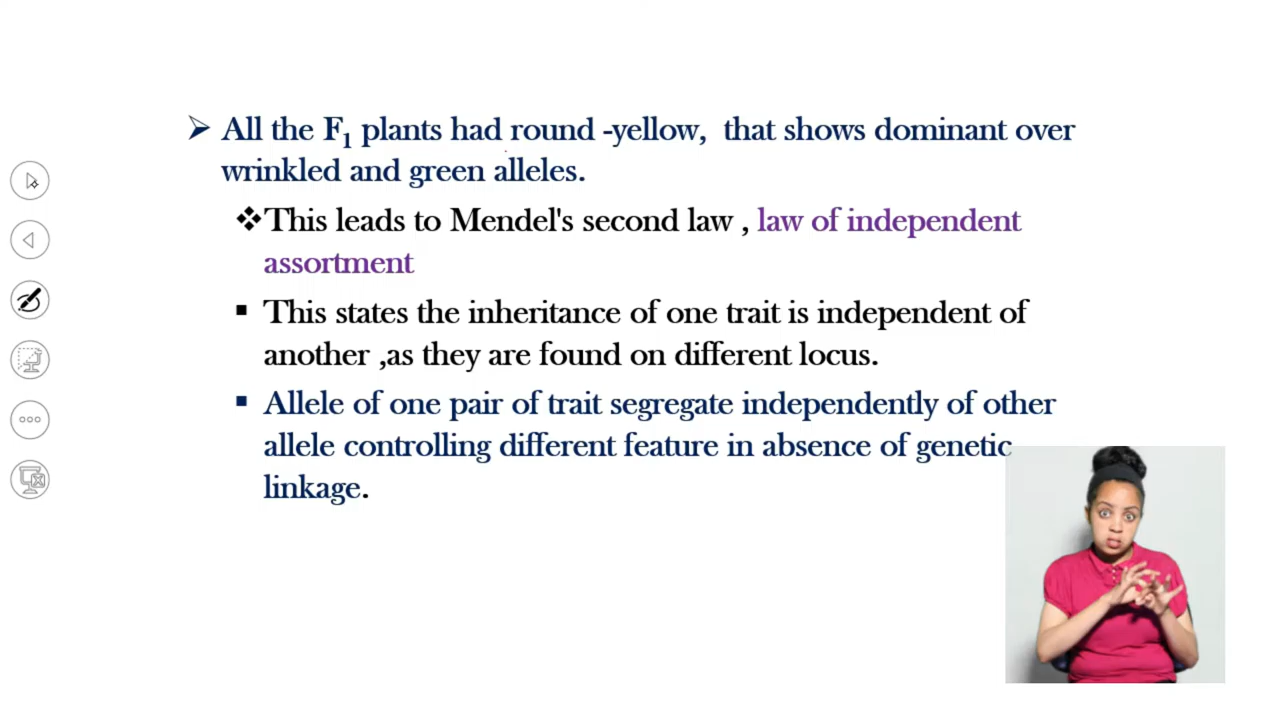 All the F₁ plants had round -yellow, that shows dominant over
wrinkled and green alleles.
This leads to Mendel's second law , law of independent
assortment
This states the inheritance of one trait is independent of
another ,as they are found on different locus.
Allele of one pair of trait segregate independently of other
allele controlling different feature in absence of genetic
linkage.